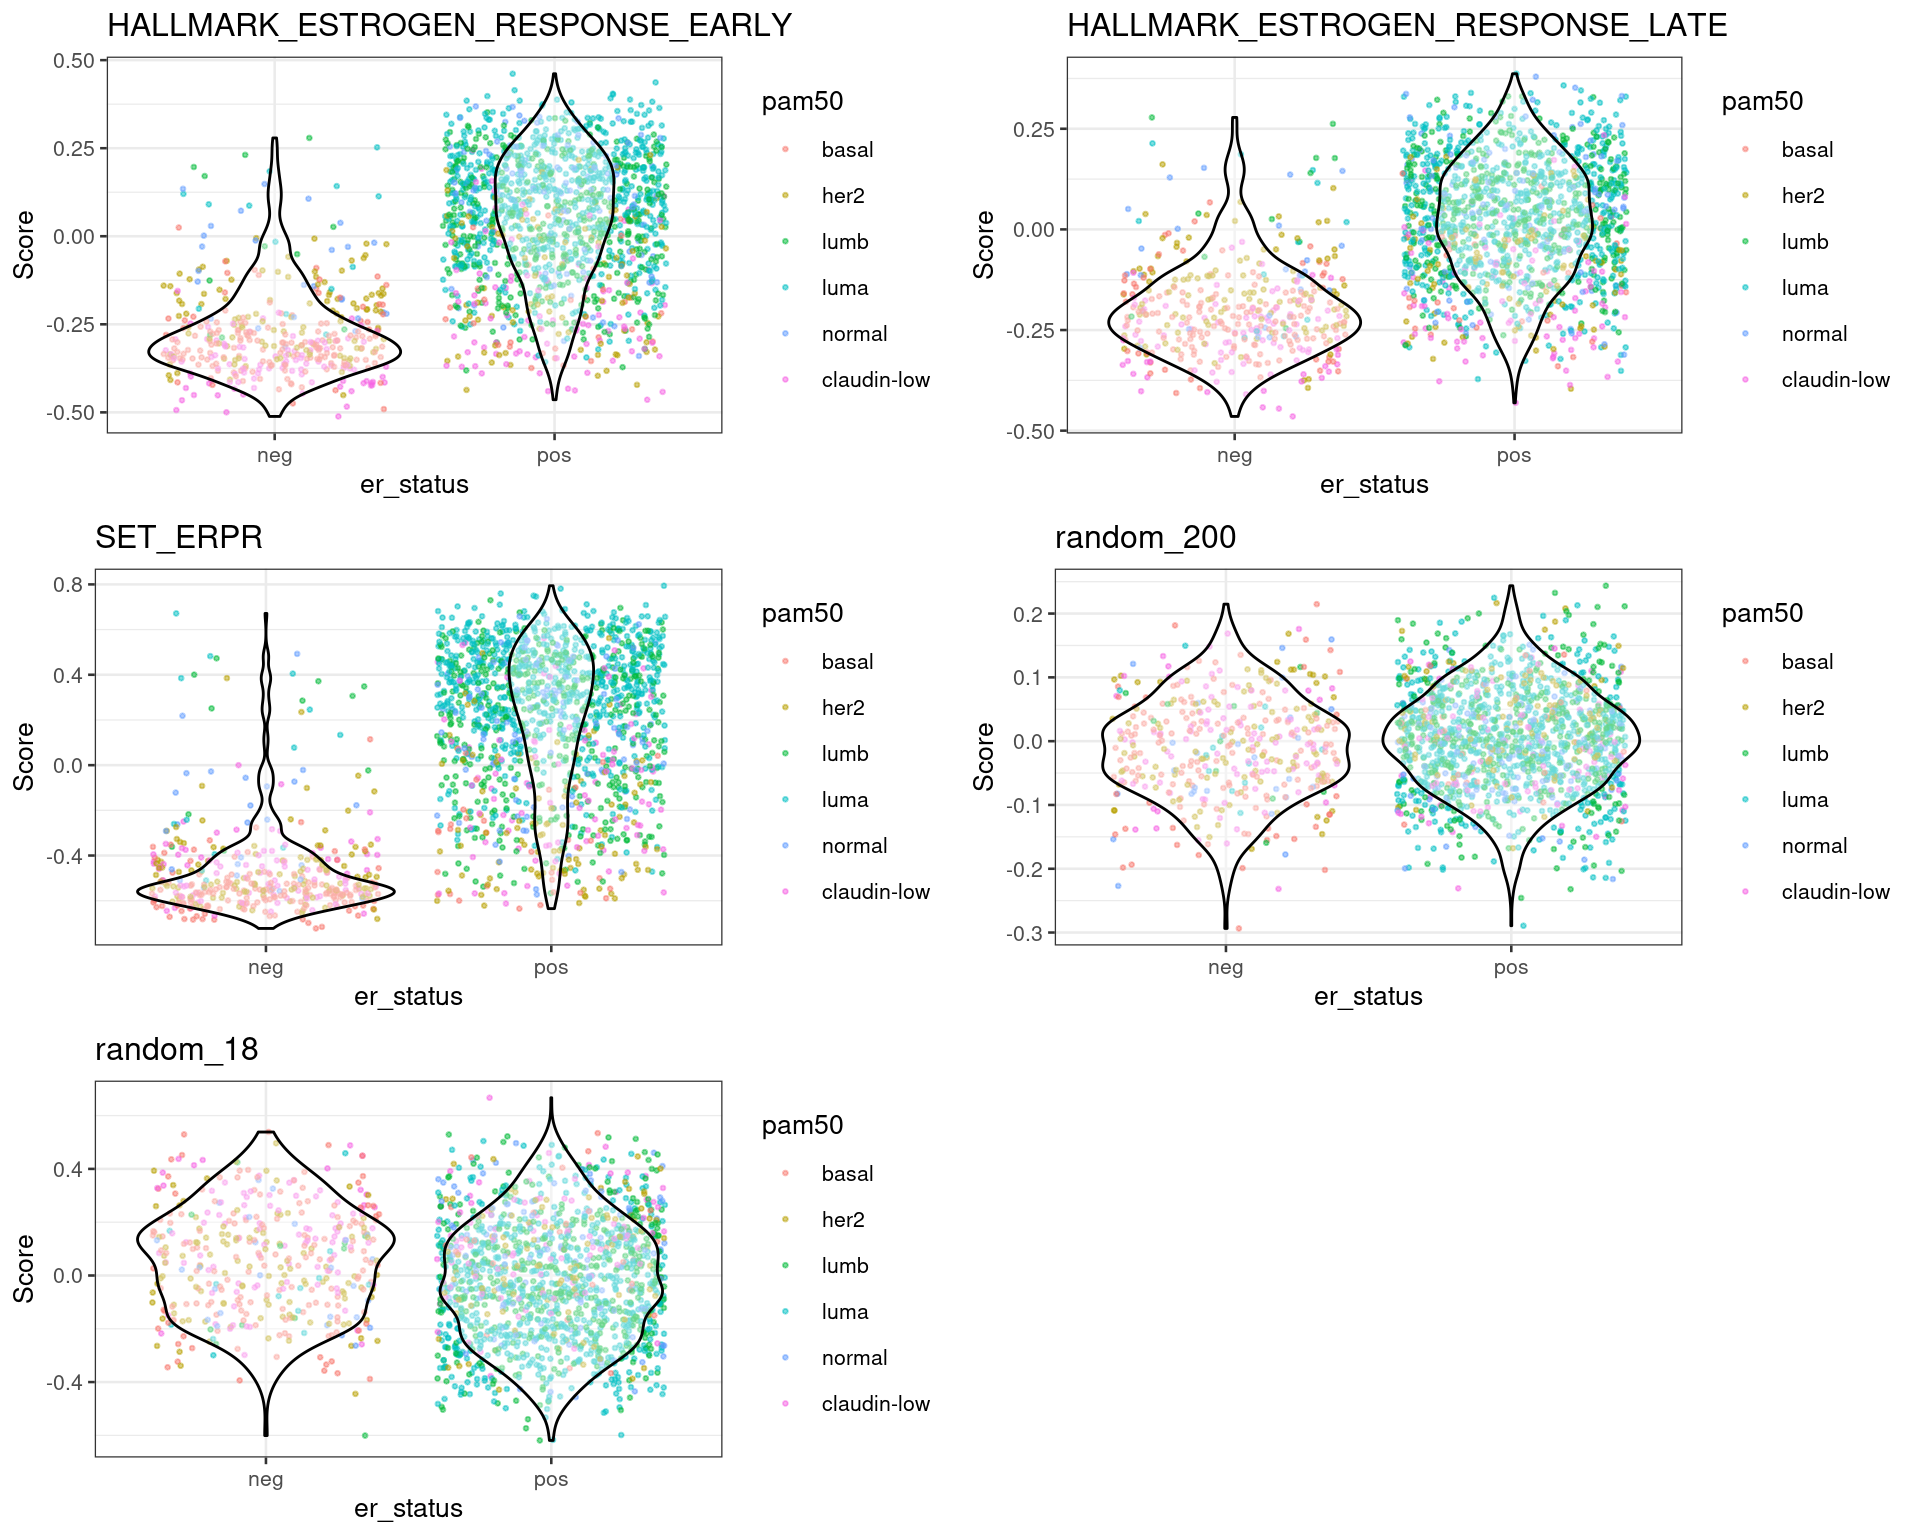 HALLMARK_ESTROGEN_RESPONSE_EARLY
0.50
0.25
0.00
-0.25
-0.50
Score
neg
pos
er_status
pam50
basal
her2
lumb
luma
normal
claudin-low
HALLMARK_ESTROGEN_RESPONSE_LATE
0.25
0.00
-0.25
-0.50
Score
neg
pos
er_status
pam50
basal
her2
lumb
luma
normal
claudin-low
SET_ERPR
0.8
0.4
0.0
-0.4
Score
neg
pos
er_status
pam50
basal
her2
lumb
luma
normal
claudin-low
random_200
0.2
0.1
0.0
-0.1
-0.2
-0.3
Score
neg
pos
er_status
pam50
basal
her2
lumb
luma
normal
claudin-low
random_18
0.4
0.0
-0.4
Score
neg
pos
er_status
pam50
basal
her2
lumb
luma
normal
claudin-low